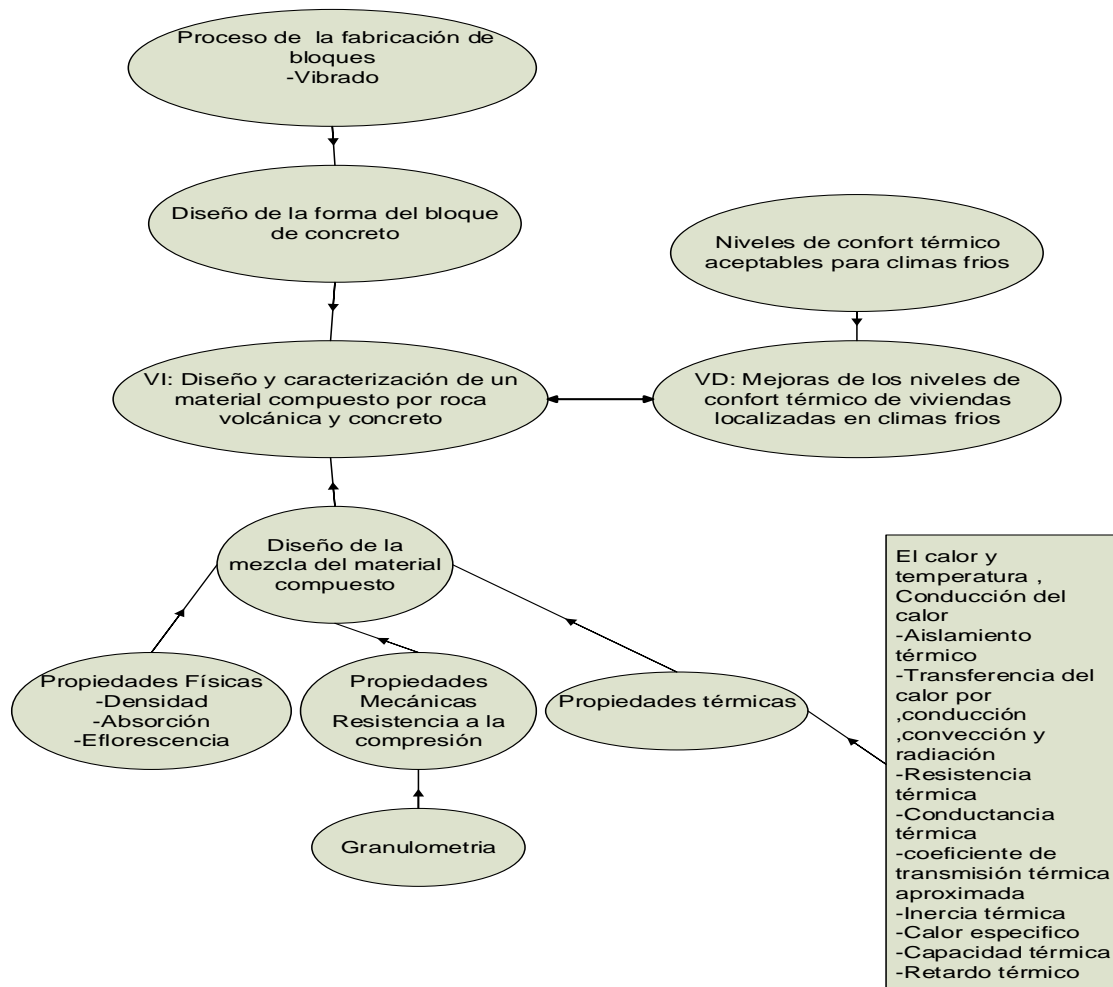 Proceso de  la fabricación de
bloques
-Vibrado
Diseño de la forma del bloque
de concreto
Niveles de confort térmico
aceptables para climas frios
VI: Diseño y caracterización de un
material compuesto por roca
volcánica y concreto
VD: Mejoras de los niveles de
confort térmico de viviendas
localizadas en climas frios
Diseño de la
mezcla del material
compuesto
Propiedades Físicas
-Densidad
-Absorción
-Eflorescencia
Propiedades
Mecánicas
Resistencia a la
compresión
Propiedades térmicas
Granulometria
El calor y
temperatura ,
Conducción del
calor
-Aislamiento
térmico
-Transferencia del
calor por
,conducción
,convección y
radiación
-Resistencia
térmica
-Conductancia
térmica
-coeficiente de
transmisión térmica
aproximada
-Inercia térmica
-Calor especifico
-Capacidad térmica
-Retardo térmico